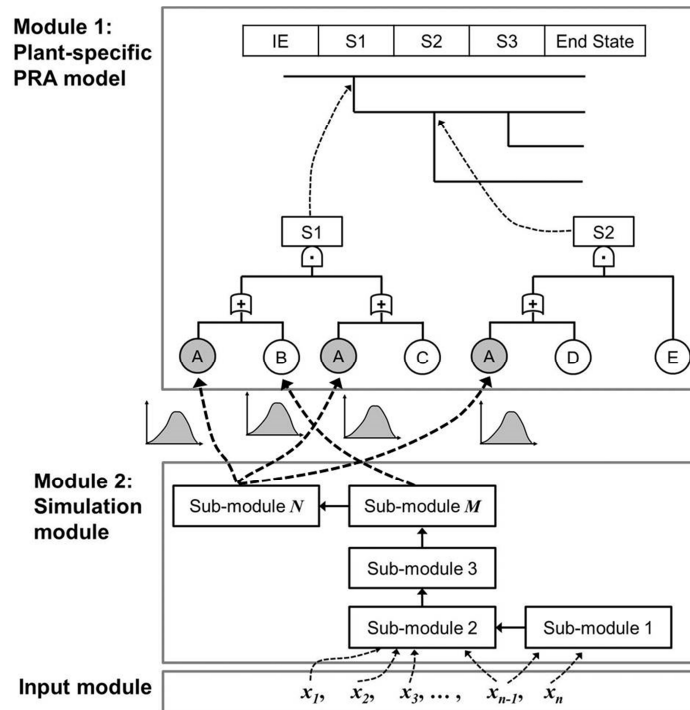 Module 1:
Plant-specific
PRA model
IE S1 S2 S3 End State
S1 S2
+ + +
A B A C A D E
Module 2:
Simulation
module
Sub-module N Sub-module M
Sub-module 3
Sub-module 2 Sub-module 1
Input module
x1, x2, x3, … , xn-1, xn